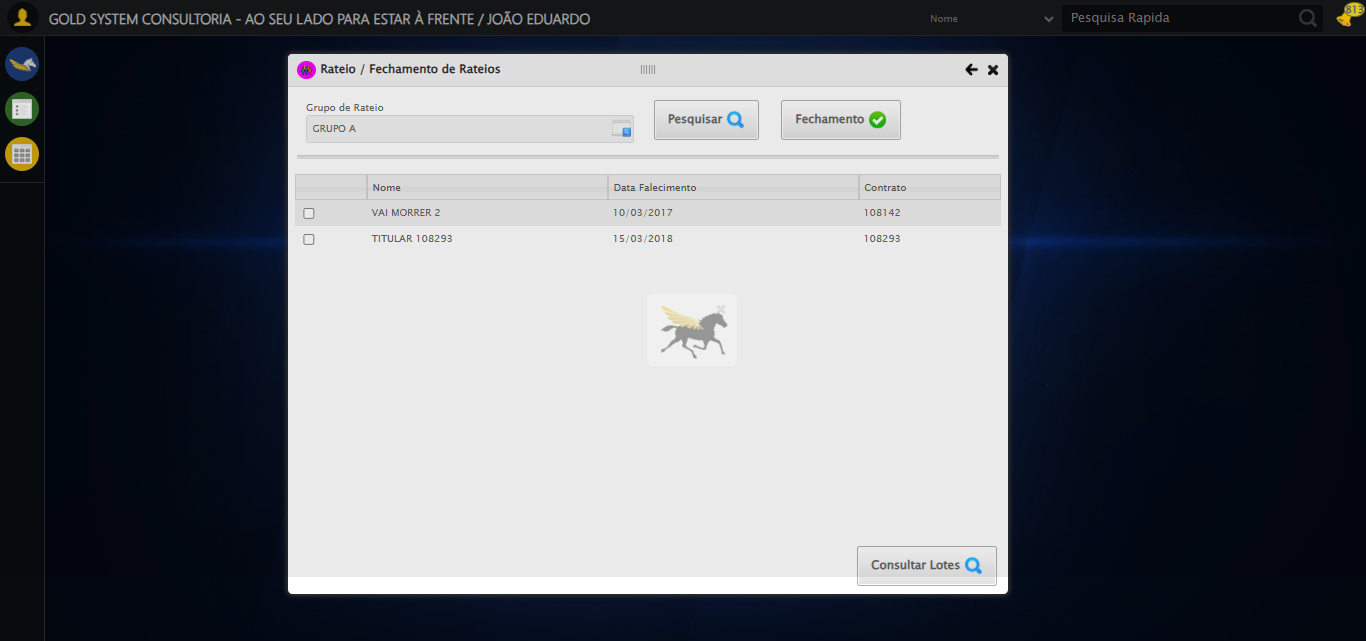 GOLD SYSTEM CONSULTORIA - AO SEU LADO PARA ESTAR À FRENTE / JOÃO EDUARDO
Nome
Pesquisa Rapida
813
Rateio / Fechamento de Rateios
Grupo de Rateio
GRUPO A
Pesquisar
Fechamento
Nome Data Falecimento Contrato
VAI MORRER 2 10/03/2017 108142
TITULAR 108293 15/03/2018 108293
Consultar Lotes